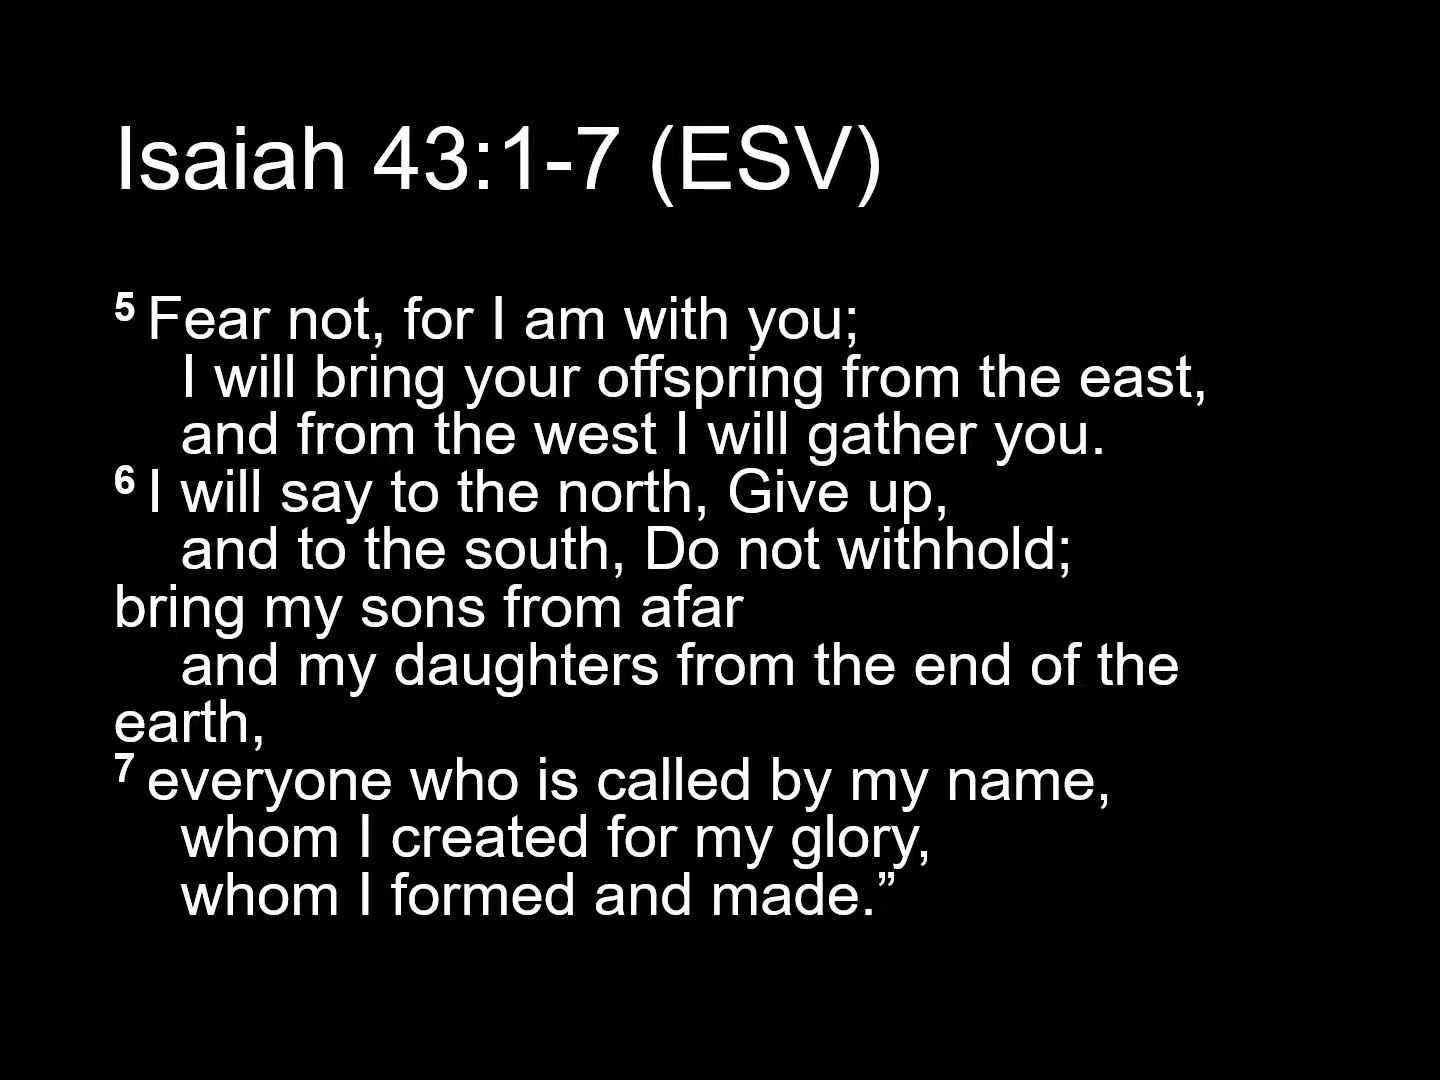 Isaiah 43:1-7 (ESV)
5 Fear not, for I am with you;
I will bring your offspring from the east,
and from the west I will gather you.
6 I will say to the north, Give up,
and to the south, Do not withhold;
bring my sons from afar
and my daughters from the end of the
earth,
7 everyone who is called by my name,
whom I created for my glory,
whom I formed and made.”